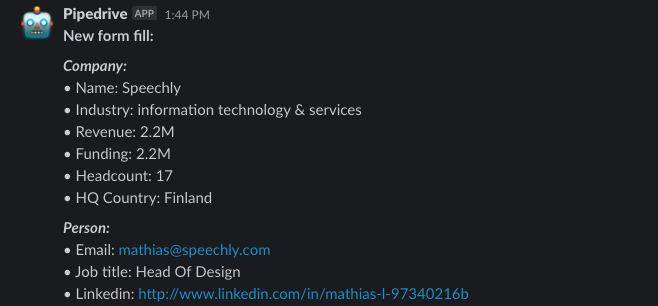 Pipedrive APP 1:44 PM
New form fill:
Company:
• Name: Speechly
• Industry: information technology & services
• Revenue: 2.2M
• Funding: 2.2M
• Headcount: 17
• HQ Country: Finland
Person:
• Email: mathias@speechly.com
• Job title: Head Of Design
• Linkedin: http://www.linkedin.com/in/mathias-l-97340216b